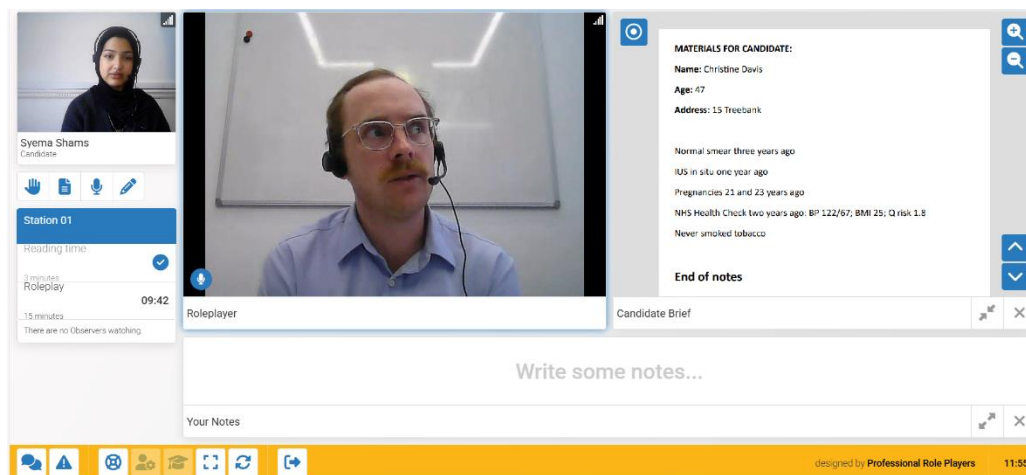 Syema Shams
Candidate
Station 01
Reading time
3 minutes
Roleplay
09:42
15 minutes
There are no Observers watching.
Roleplayer
MATERIALS FOR CANDIDATE:
Name: Christine Davis
Age: 47
Address: 15 Treebank
Normal smear three years ago
IUS in situ one year ago
Pregnancies 21 and 23 years ago
NHS Health Check two years ago: BP 122/67; BMI 25; Q risk 1.8
Never smoked tobacco
End of notes
Candidate Brief
Write some notes...
Your Notes
designed by Professional Role Players
11:55